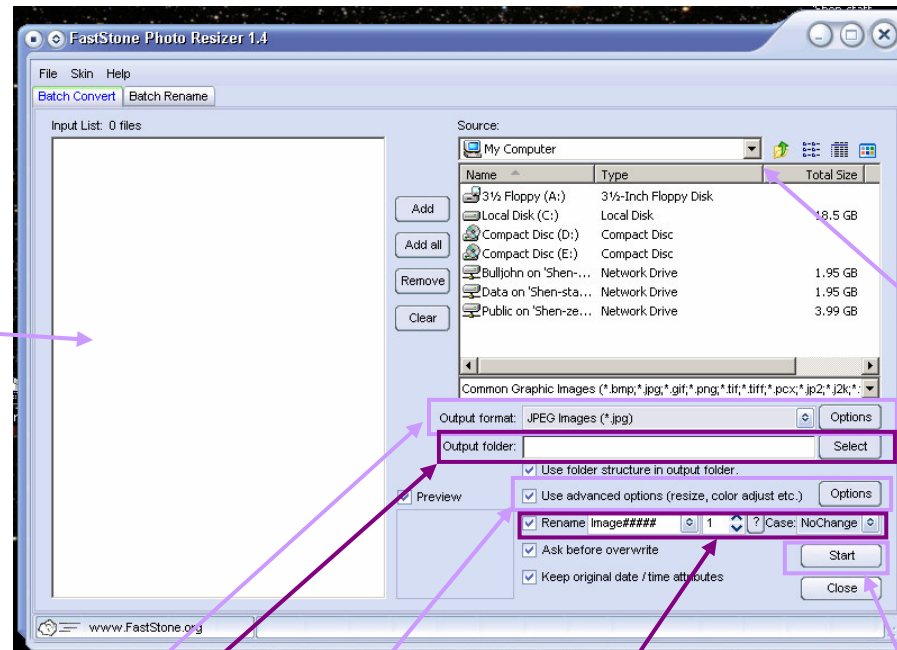 Shen staff
FastStone Photo Resizer 1.4
File Skin Help
Batch Convert Batch Rename
Input List: 0 files
Source:
My Computer
Name Type Total Size
3½ Floppy (A:) 3½-Inch Floppy Disk
Local Disk (C:) Local Disk 18.5 GB
Compact Disc (D:) Compact Disc
Compact Disc (E:) Compact Disc
Bulljohn on 'Shen-... Network Drive 1.95 GB
Data on 'Shen-sta... Network Drive 1.95 GB
Public on 'Shen-ze... Network Drive 3.99 GB
Add
Add all
Remove
Clear
Common Graphic Images (*.bmp;*.jpg;*.gif;*.png;*.tif;*.tiff;*.pcx;*.jp2;*.j2k;*.
Output format: JPEG Images (*.jpg) Options
Output folder: Select
Use folder structure in output folder.
Preview
Use advanced options (resize, color adjust etc.) Options
Rename Image##### 1 ? Case: NoChange
Ask before overwrite
Start
Keep original date / time attributes
Close
www.FastStone.org